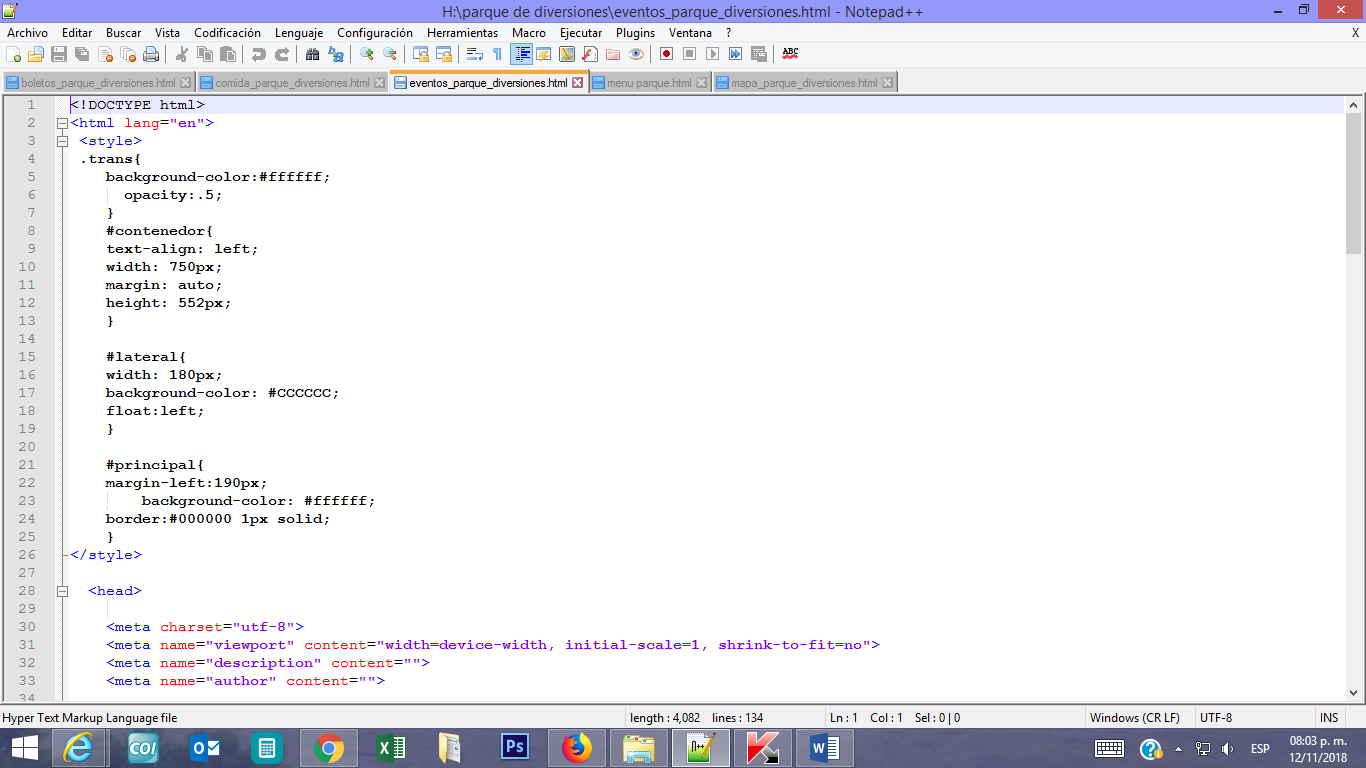 H:\parque de diversiones\eventos_parque_diversiones.html - Notepad++
Archivo Editar Buscar Vista Codificación Lenguaje Configuración Herramientas Macro Ejecutar Plugins Ventana ? X
boletos_parque_diversiones.html comida_parque_diversiones.html eventos_parque_diversiones.html menu parque.html mapa_parque_diversiones.html
1 <!DOCTYPE html>
2 <html lang="en">
3 <style>
4 .trans{
5 background-color:#ffffff;
6 opacity:.5;
7 }
8 #contenedor{
9 text-align: left;
10 width: 750px;
11 margin: auto;
12 height: 552px;
13 }
14
15 #lateral{
16 width: 180px;
17 background-color: #CCCCCC;
18 float:left;
19 }
20
21 #principal{
22 margin-left:190px;
23 background-color: #ffffff;
24 border:#000000 1px solid;
25 }
26 </style>
27
28 <head>
29
30 <meta charset="utf-8">
31 <meta name="viewport" content="width=device-width, initial-scale=1, shrink-to-fit=no">
32 <meta name="description" content="">
33 <meta name="author" content="">
34
Hyper Text Markup Language file length : 4,082 lines : 134 Ln : 1 Col : 1 Sel : 0 | 0 Windows (CR LF) UTF-8 INS
ESP 08:03 p. m.
12/11/2018